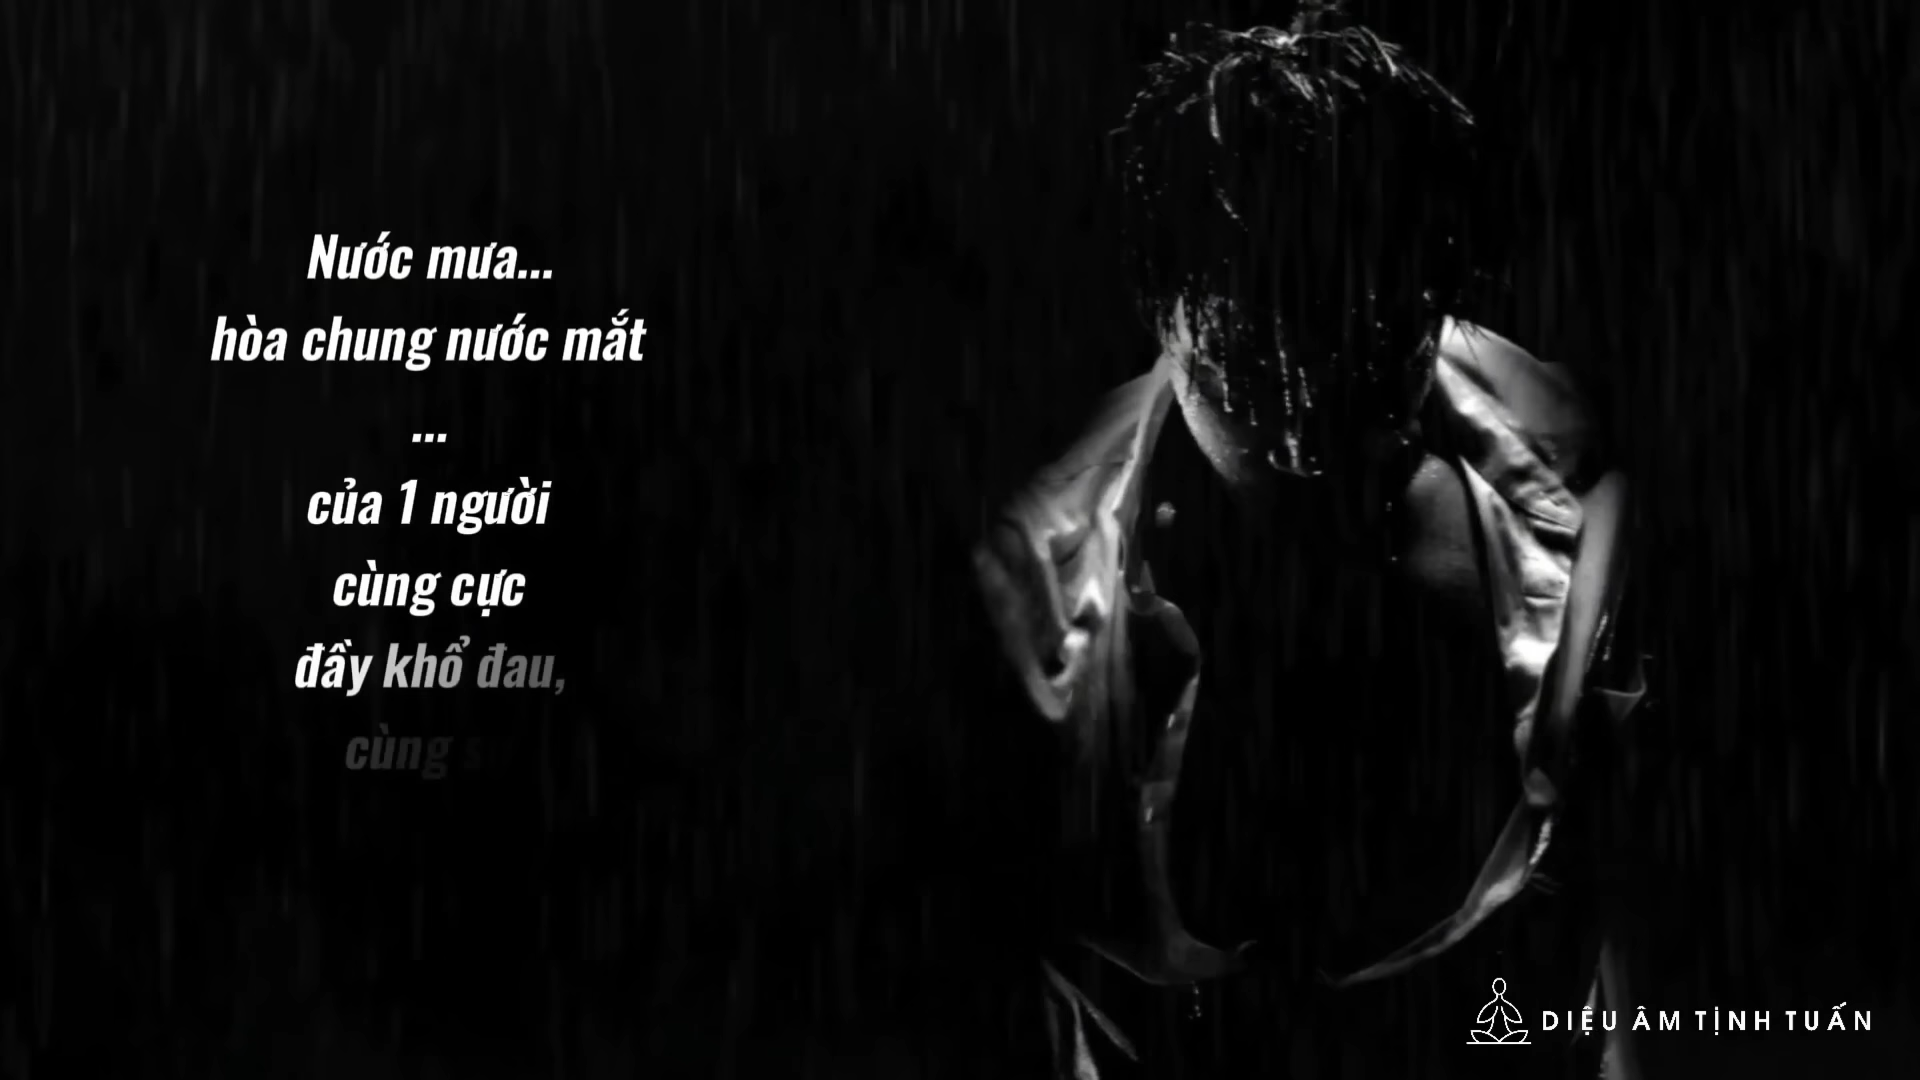 Nước mưa...
hòa chung nước mắt
...
của 1 người
cùng cực
đầy khổ đau,
cùng
DIỆU ÂM TỊNH TUẤN